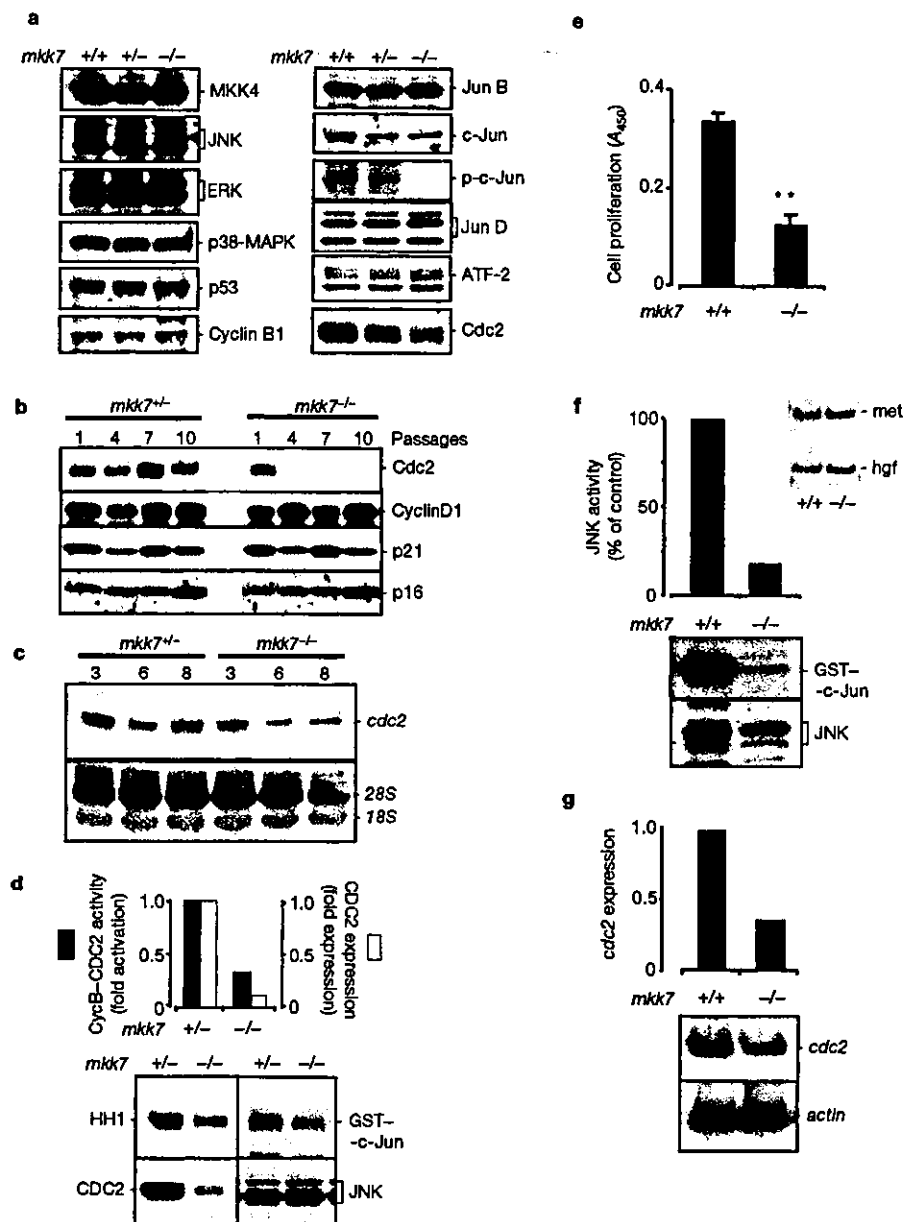 a
mkk7 +/+ +/− −/−
MKK4
JNK
ERK
p38-MAPK
p53
Cyclin B1
mkk7 +/+ +/− −/−
Jun B
c-Jun
p-c-Jun
Jun D
ATF-2
Cdc2
b
mkk7+/− mkk7−/−
1 4 7 10 1 4 7 10 Passages
Cdc2
CyclinD1
p21
p16
c
mkk7+/− mkk7−/−
3 6 8 3 6 8
cdc2
28S
18S
d
CycB–CDC2 activity
(fold activation)
1.0
0.5
0
1.0
0.5
0
CDC2 expression
(fold expression)
mkk7 +/− −/−
mkk7 +/− −/− +/− −/−
HH1
GST–
-c-Jun
CDC2
JNK
e
Cell proliferation (A450)
0.4
0.2
0
**
mkk7 +/+ −/−
f
JNK activity
(% of control)
100
50
0
met
hgf
+/+ −/−
mkk7 +/+ −/−
GST–
-c-Jun
JNK
g
cdc2 expression
1.0
0.5
0
mkk7 +/+ −/−
cdc2
actin